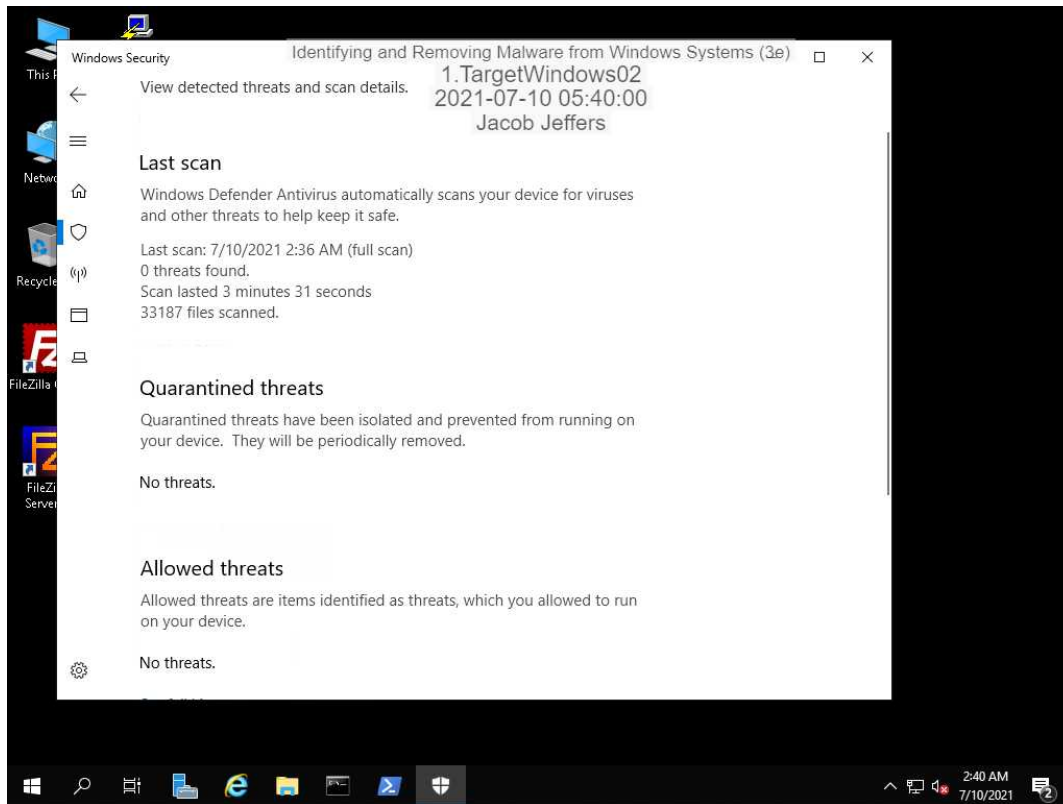 This
Windows Security
Identifying and Removing Malware from Windows Systems (3e)
1.TargetWindows02
2021-07-10 05:40:00
Jacob Jeffers
View detected threats and scan details.
Last scan
Windows Defender Antivirus automatically scans your device for viruses
and other threats to help keep it safe.
Last scan: 7/10/2021 2:36 AM (full scan)
0 threats found.
Scan lasted 3 minutes 31 seconds
33187 files scanned.
Quarantined threats
Quarantined threats have been isolated and prevented from running on
your device. They will be periodically removed.
No threats.
Allowed threats
Allowed threats are items identified as threats, which you allowed to run
on your device.
No threats.
Netwo
Recycle
FileZilla
FileZi
Server
2:40 AM
7/10/2021
2